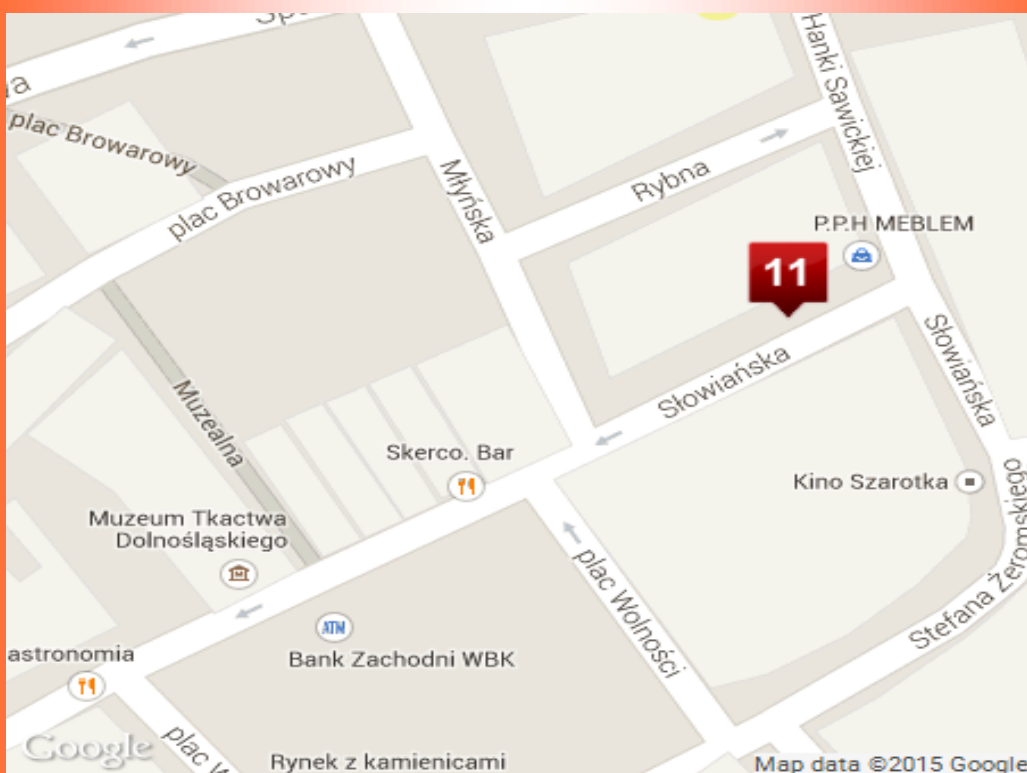 plac Browarowy
plac Browarowy
Młyńska
Rybna
Hanki Sawickiej
P.P.H MEBLEM
11
Słowiańska
Słowiańska
Muzealna
Skerco. Bar
Kino Szarotka
Muzeum Tkactwa
Dolnośląskiego
plac Wolności
Stefana Żeromskiego
ATM
Bank Zachodni WBK
astronomia
plac W
Rynek z kamienicami
Google
Map data ©2015 Google